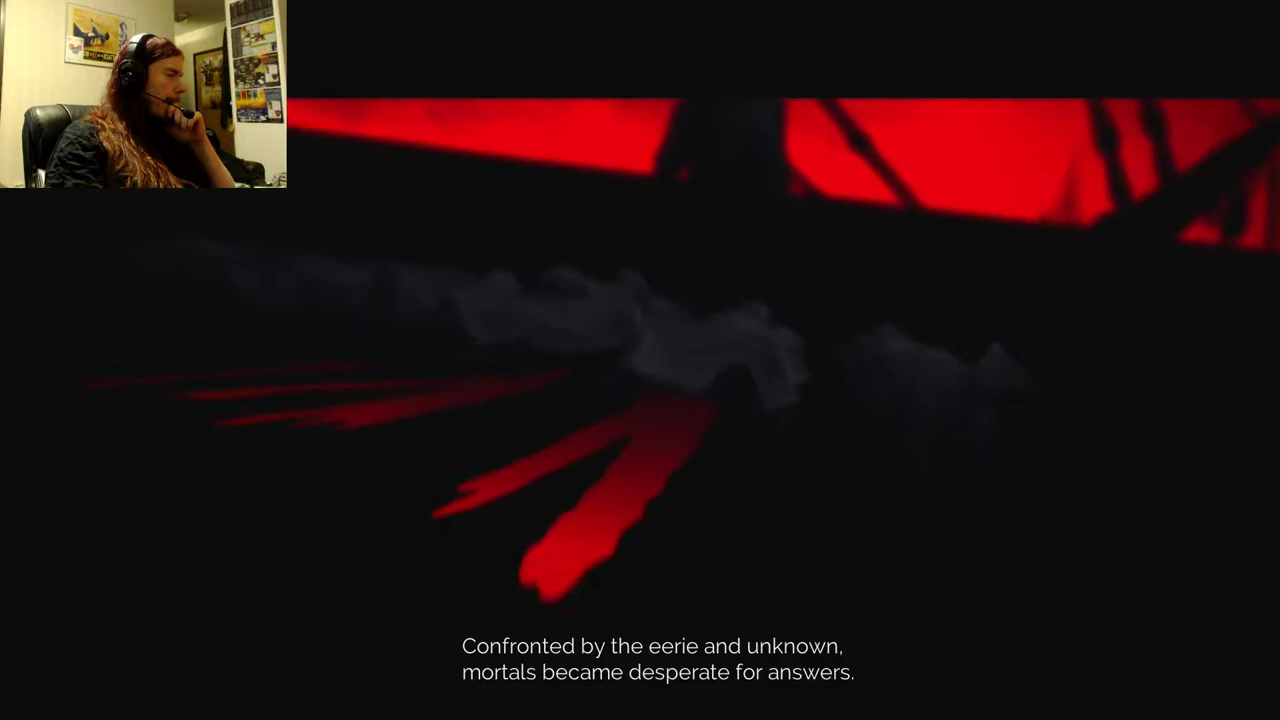 Confronted by the eerie and unknown,
mortals became desperate for answers.